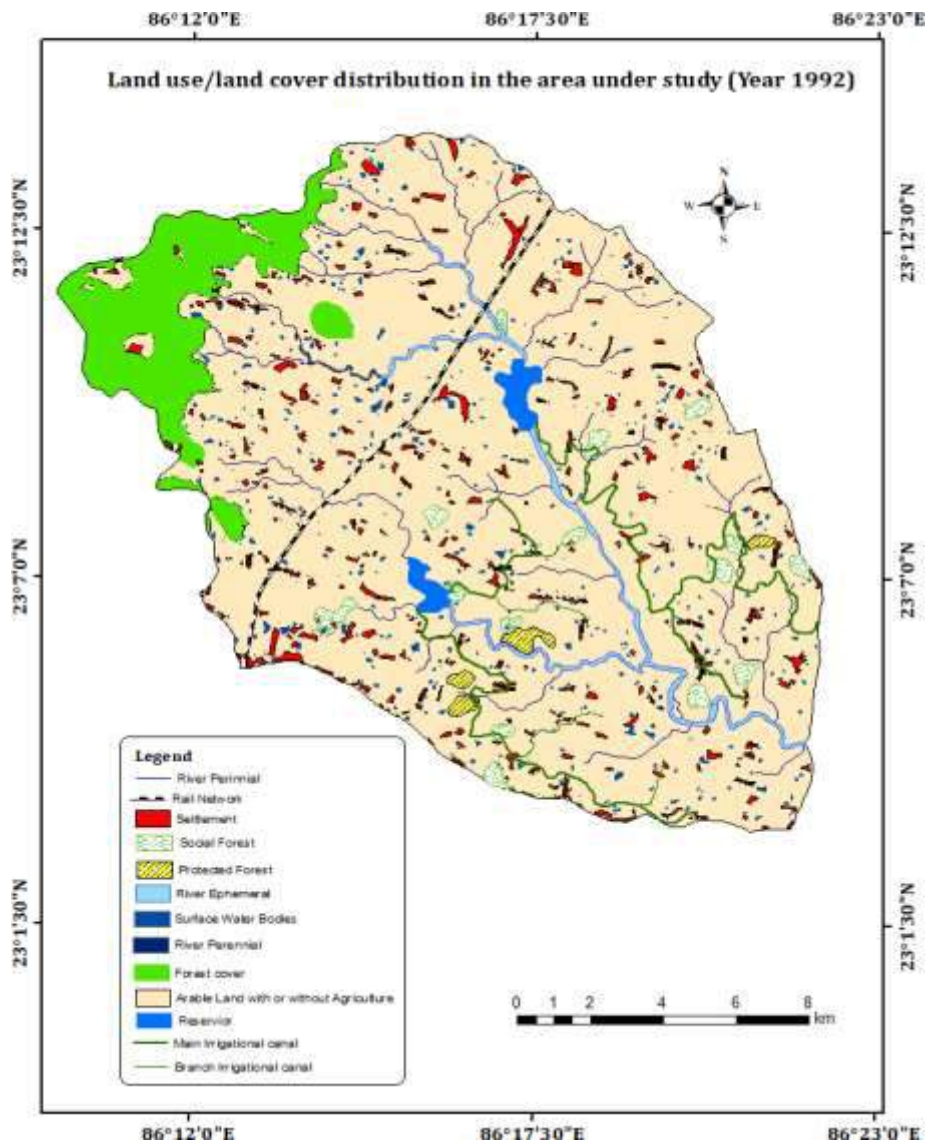 86°12'0"E 86°17'30"E 86°23'0"E
Land use/land cover distribution in the area under study (Year 1992)
N
W E
S
23°12'30"N 23°12'30"N
23°7'0"N 23°7'0"N
Legend
River Perinnial
Rail Network
Settlement
Social Forest
Protected Forest
River Ephemeral
Surface Water Bodies
River Perennial
Forest cover
Arable Land with or without Agriculture
Reservior
Main Irrigational canal
Branch Irrigational canal
23°1'30"N 23°1'30"N
0 1 2 4 6 8
km
86°12'0"E 86°17'30"E 86°23'0"E